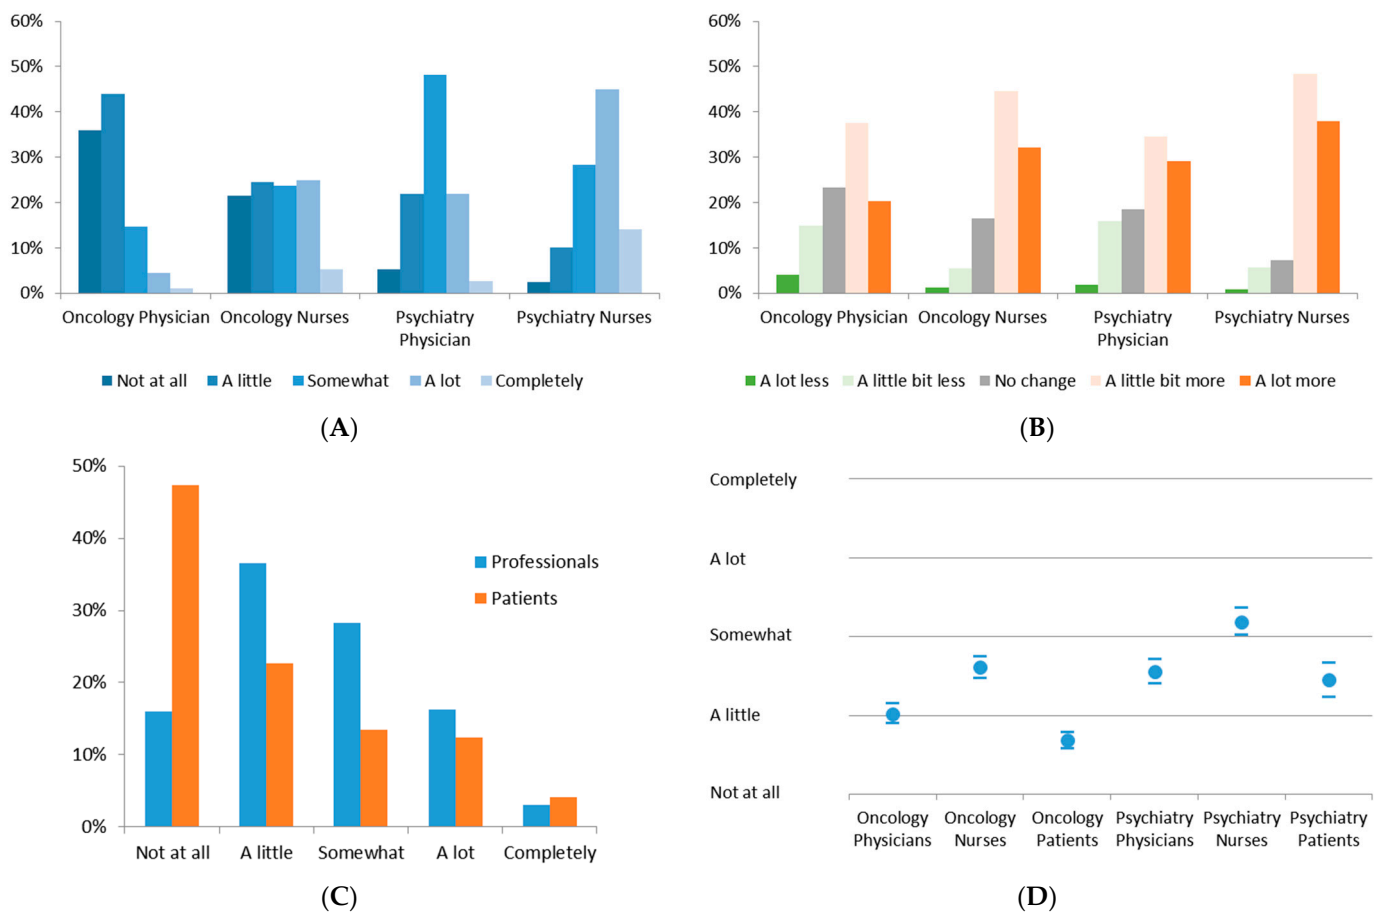 60%
50%
40%
30%
20%
10%
0%
Oncology Physician Oncology Nurses Psychiatry Physician Psychiatry Nurses
Not at all A little Somewhat A lot Completely
(A)
60%
50%
40%
30%
20%
10%
0%
Oncology Physician Oncology Nurses Psychiatry Physician Psychiatry Nurses
A lot less A little bit less No change A little bit more A lot more
(B)
50%
40%
30%
20%
10%
0%
Professionals
Patients
Not at all A little Somewhat A lot Completely
(C)
Completely
A lot
Somewhat
A little
Not at all
Oncology Oncology Oncology Psychiatry Psychiatry Psychiatry
Physicians Nurses Patients Physicians Nurses Patients
(D)